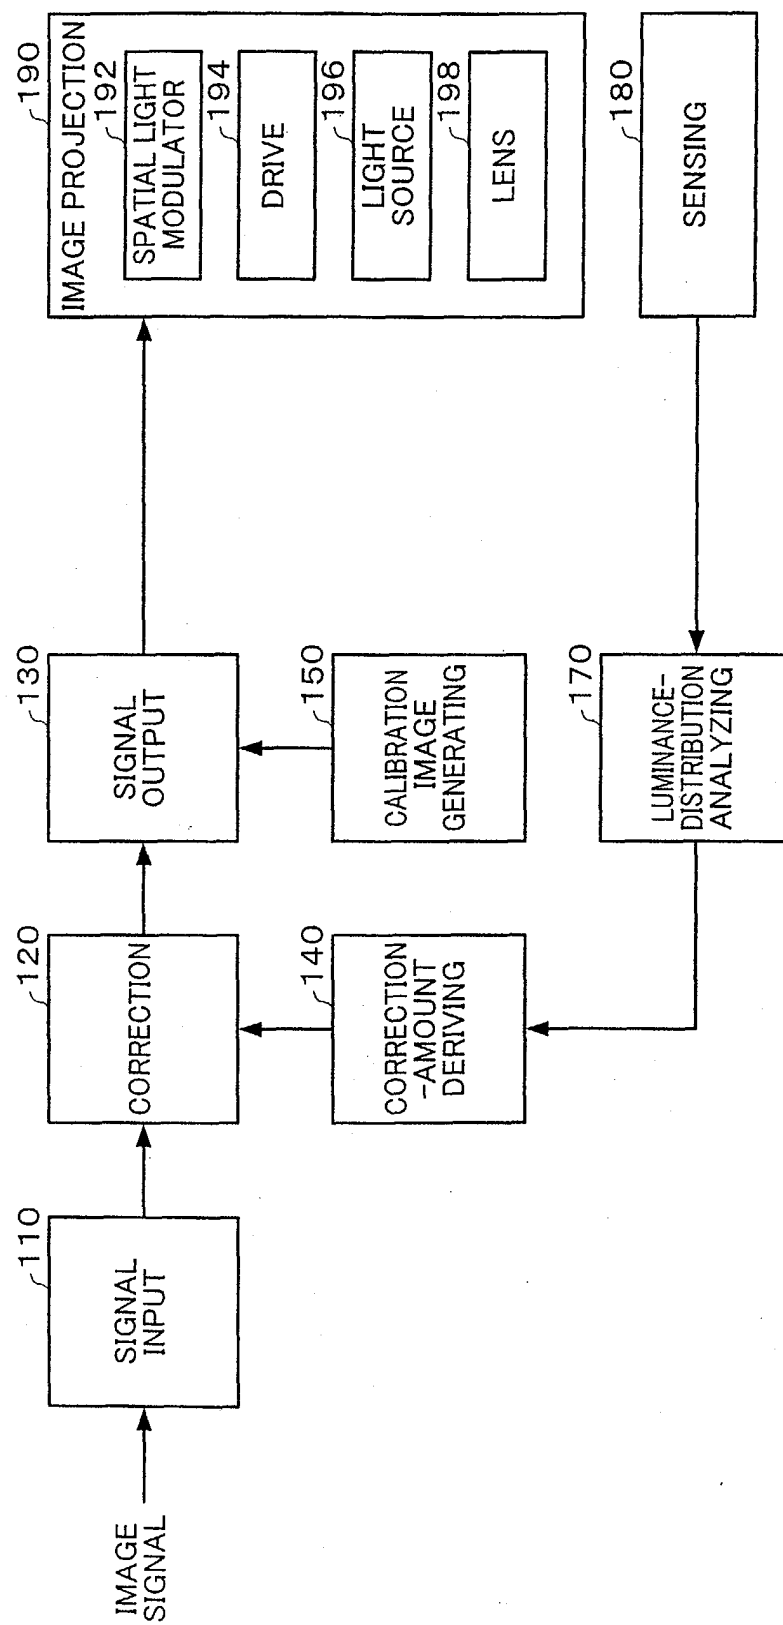 IMAGE
SIGNAL
110
SIGNAL
INPUT
120
CORRECTION
130
SIGNAL
OUTPUT
140
CORRECTION
-AMOUNT
DERIVING
150
CALIBRATION
IMAGE
GENERATING
170
LUMINANCE-
DISTRIBUTION
ANALYZING
190
IMAGE PROJECTION
192
SPATIAL LIGHT
MODULATOR
194
DRIVE
196
LIGHT
SOURCE
198
LENS
180
SENSING